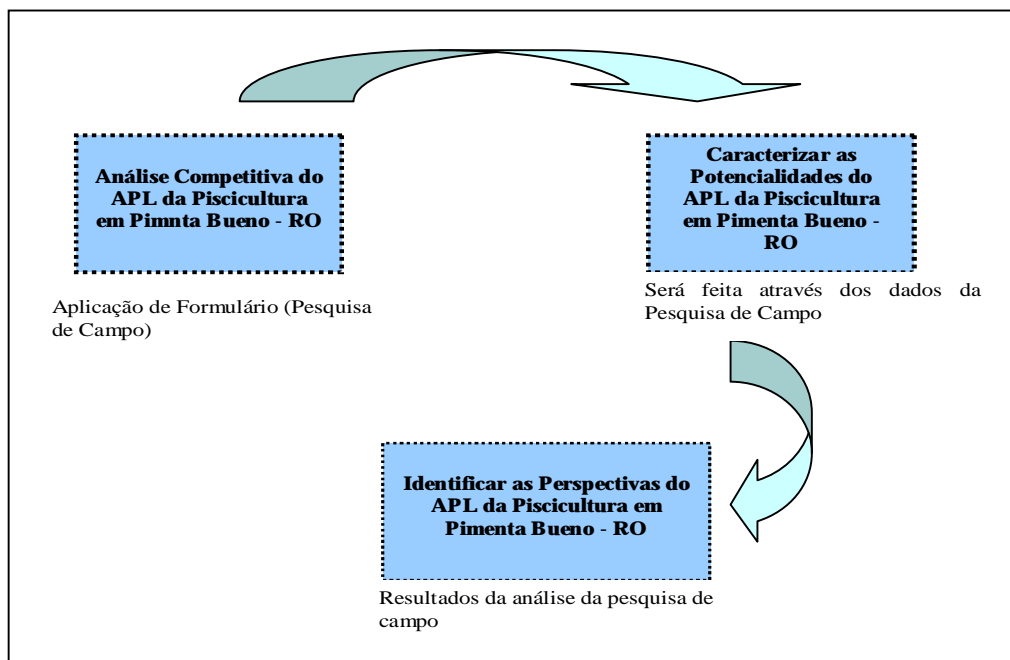 Análise Competitiva do
APL da Piscicultura
em Pimnta Bueno - RO
Aplicação de Formulário (Pesquisa
de Campo)
Caracterizar as
Potencialidades do
APL da Piscicultura
em Pimenta Bueno -
RO
Será feita através dos dados da
Pesquisa de Campo
Identificar as Perspectivas do
APL da Piscicultura em
Pimenta Bueno - RO
Resultados da análise da pesquisa de
campo